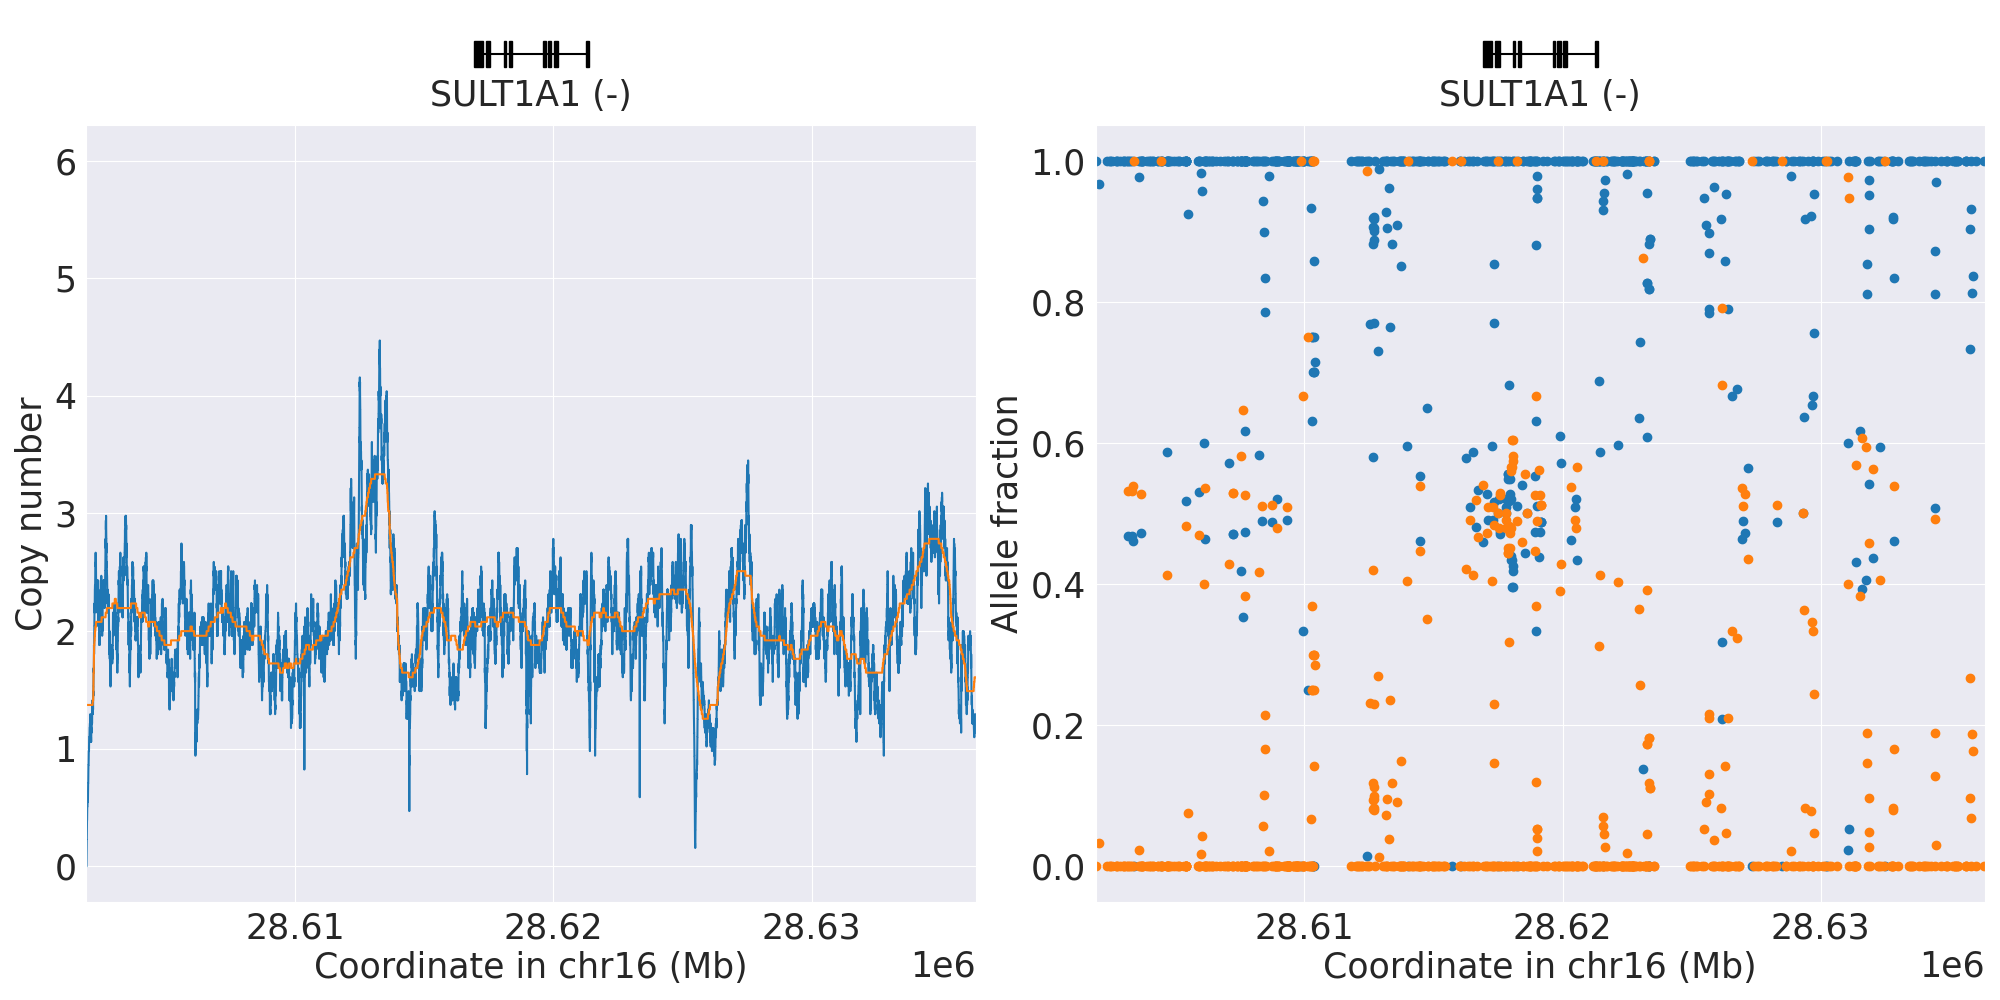 SULT1A1 (-)
Copy number
6
5
4
3
2
1
0
28.61
28.62
28.63
Coordinate in chr16 (Mb)
1e6
SULT1A1 (-)
Allele fraction
1.0
0.8
0.6
0.4
0.2
0.0
28.61
28.62
28.63
Coordinate in chr16 (Mb)
1e6